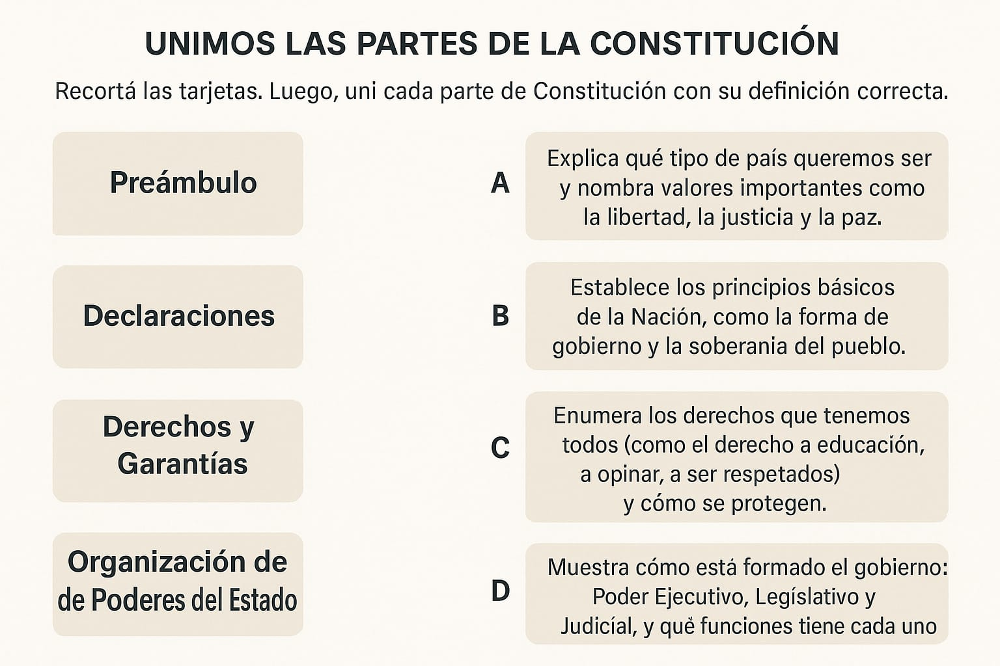 UNIMOS LAS PARTES DE LA CONSTITUCIÓN
Recortá las tarjetas. Luego, uni cada parte de Constitución con su definición correcta.
Preámbulo
A
Explica qué tipo de país queremos ser
y nombra valores importantes como
la libertad, la justicia y la paz.
Declaraciones
B
Establece los principios básicos
de la Nación, como la forma de
gobierno y la soberania del pueblo.
Derechos y
Garantías
C
Enumera los derechos que tenemos
todos (como el derecho a educación,
a opinar, a ser respetados)
y cómo se protegen.
Organización de
de Poderes del Estado
D
Muestra cómo está formado el gobierno:
Poder Ejecutivo, Legíslativo y
Judicíal, y què funciones tiene cada uno